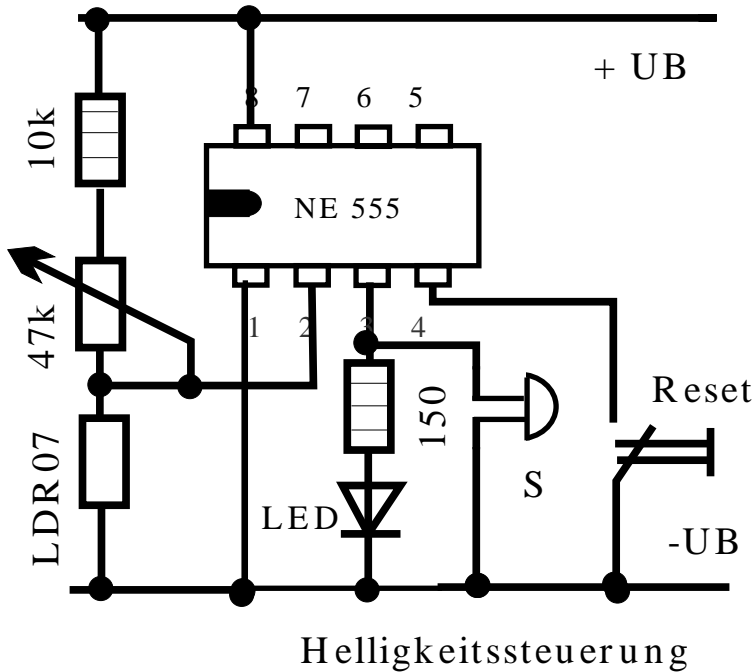 + UB
8 7 6 5
10k
NE 555
47k
1 2 3 4
Reset
150
LDR07
S
LED
-UB
Helligkeitssteuerung